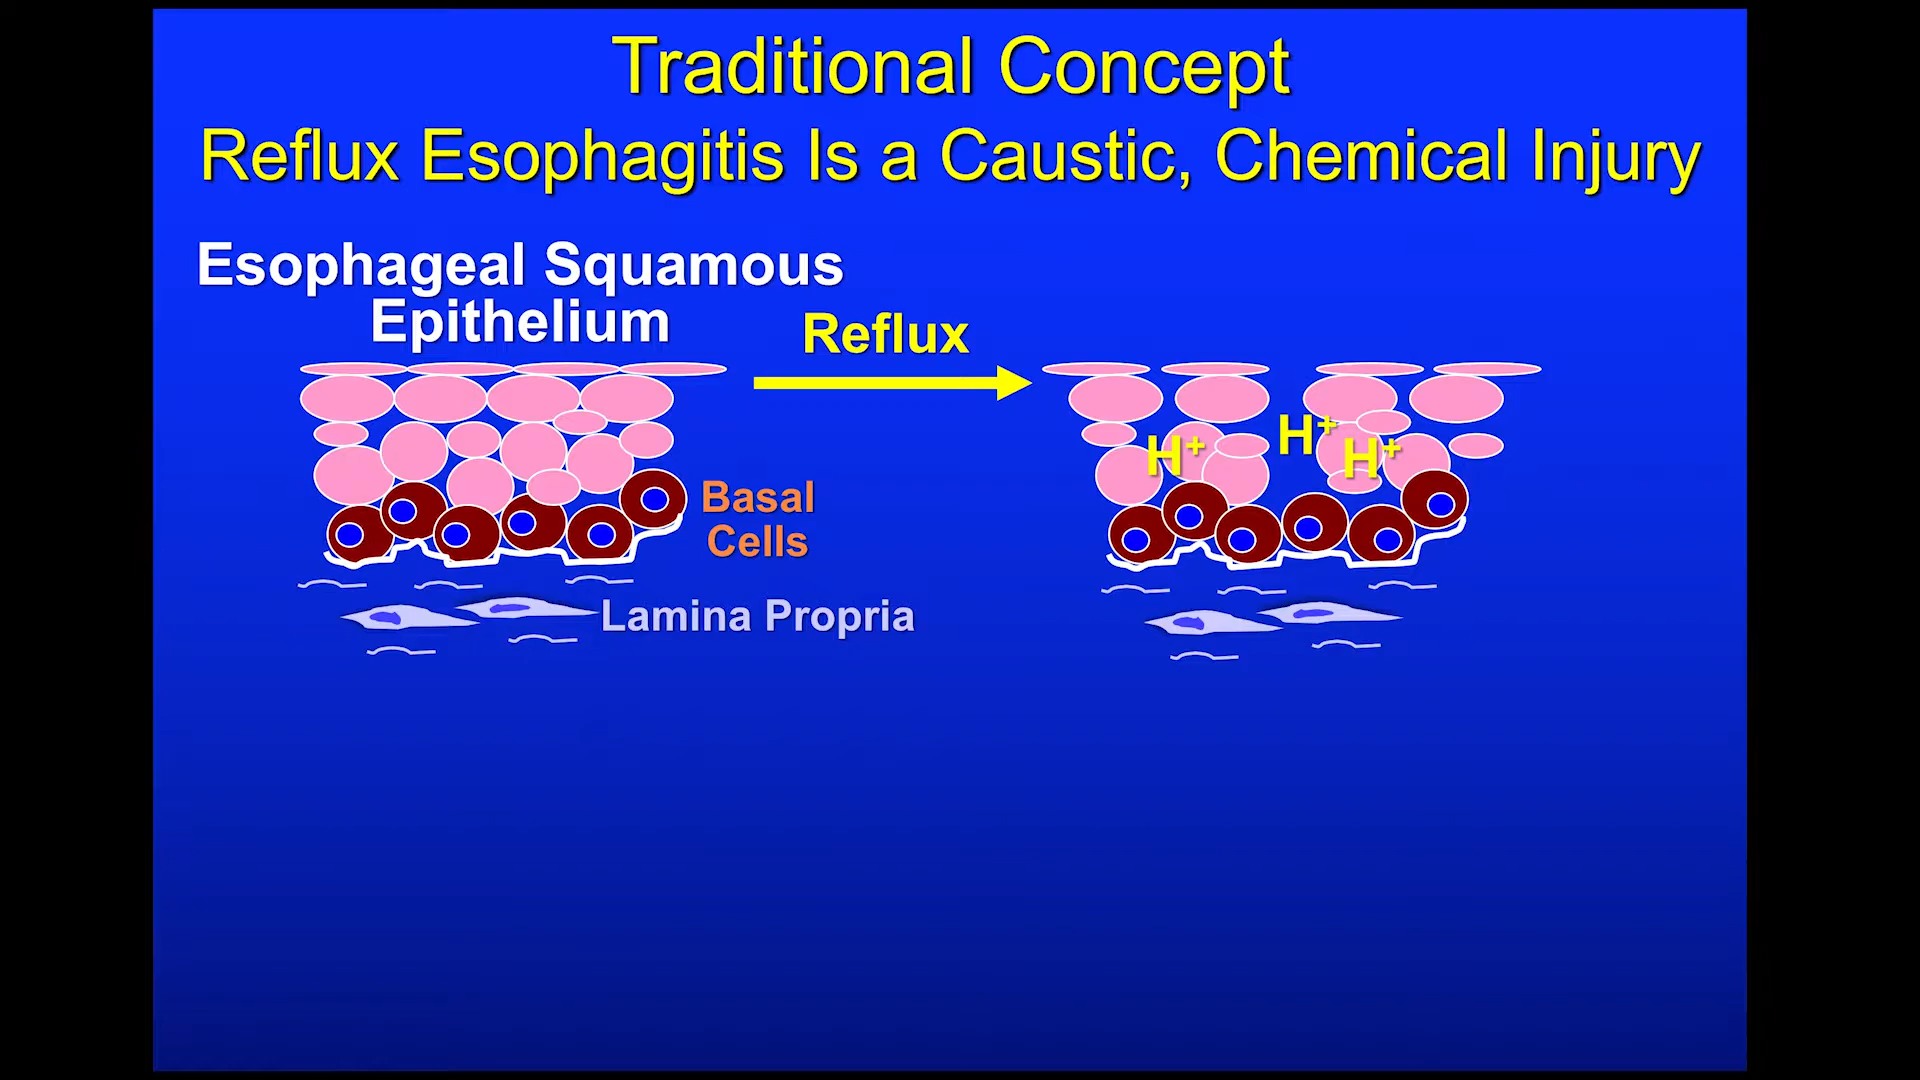 Traditional Concept
Reflux Esophagitis Is a Caustic, Chemical Injury
Esophageal Squamous
Epithelium
Reflux
H⁺
H⁺
H⁺
Basal
Cells
Lamina Propria